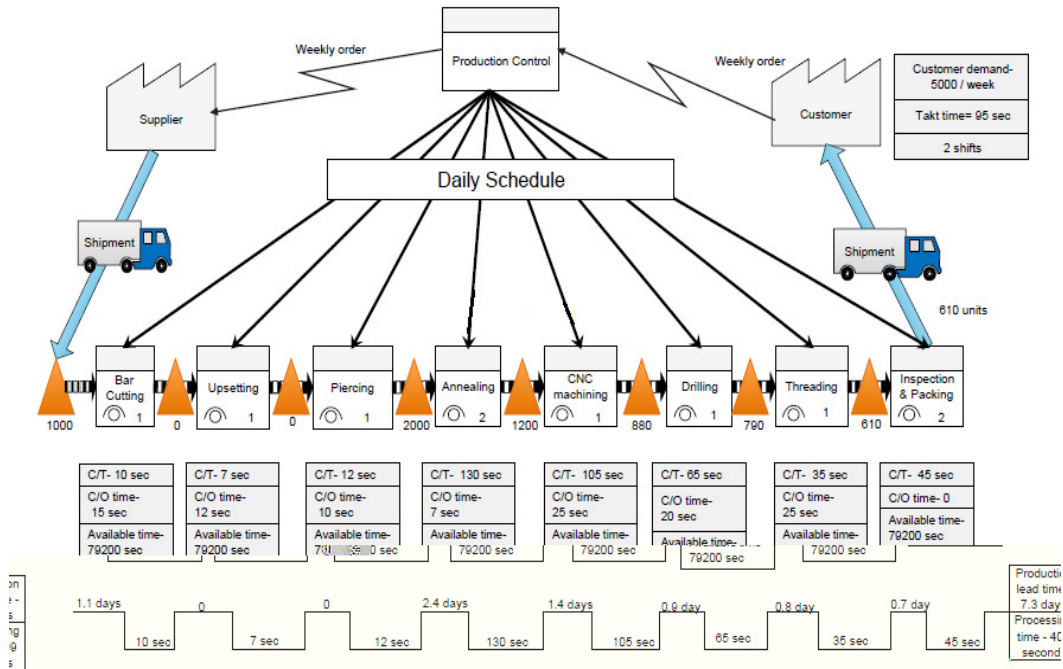 Weekly order
Production Control
Weekly order
Supplier
Customer
Customer demand-
5000 / week
Takt time= 95 sec
2 shifts
Daily Schedule
Shipment
Shipment
610 units
Bar
Cutting
1
Upsetting
1
Piercing
1
Annealing
2
CNC
machining
1
Drilling
1
Threading
1
Inspection
& Packing
2
1000
0
0
2000
1200
880
790
610
C/T- 10 sec
C/O time-
15 sec
Available time-
79200 sec
C/T- 7 sec
C/O time-
12 sec
Available time-
79200 sec
C/T- 12 sec
C/O time-
10 sec
Available time-
sec
C/T- 130 sec
C/O time-
7 sec
Available time-
79200 sec
C/T- 105 sec
C/O time-
25 sec
Available time-
79200 sec
C/T- 65 sec
C/O time-
20 sec
Available time-
79200 sec
C/T- 35 sec
C/O time-
25 sec
Available time-
79200 sec
C/T- 45 sec
C/O time- 0
Available time-
79200 sec
1.1 days
0
0
2.4 days
1.4 days
0.9 day
0.8 day
0.7 day
10 sec
7 sec
12 sec
130 sec
105 sec
65 sec
35 sec
45 sec
lead time
7.3 day
time - 40
second